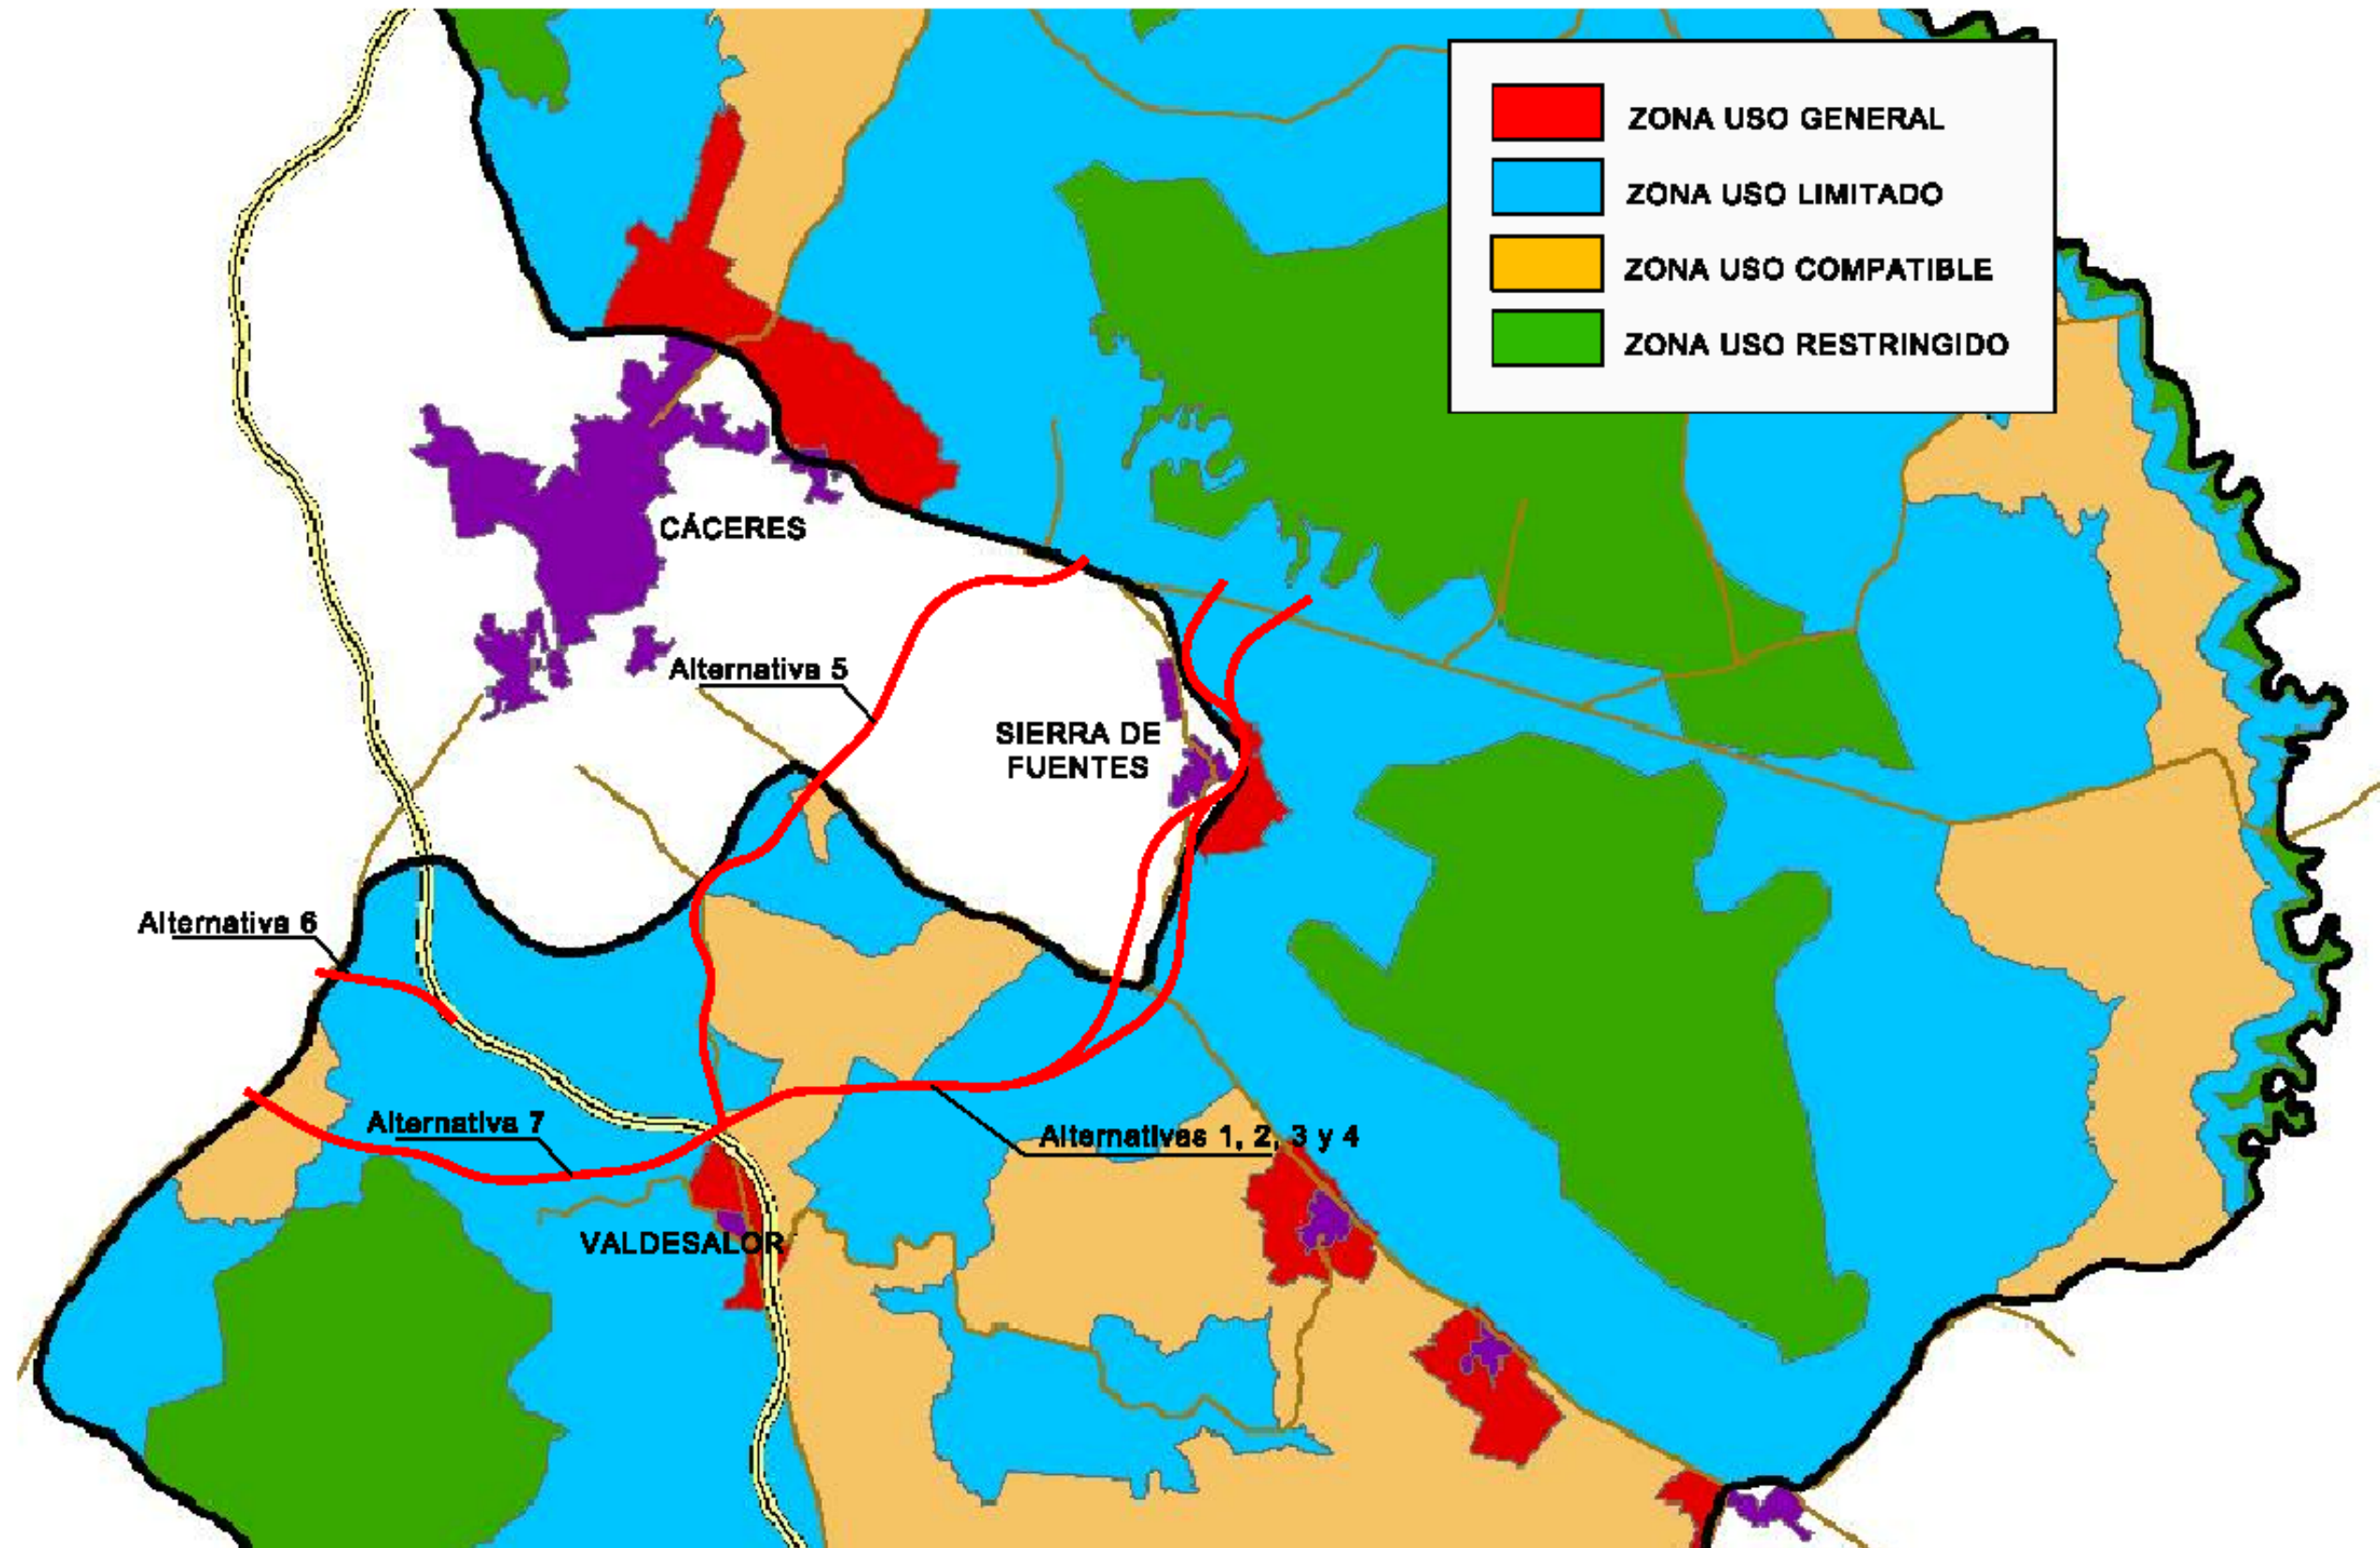 ZONA USO GENERAL
ZONA USO LIMITADO
ZONA USO COMPATIBLE
ZONA USO RESTRINGIDO
CÁCERES
Alternativa 5
SIERRA DE
FUENTES
Alternativa 6
Alternativa 7
Alternativas 1, 2, 3 y 4
VALDESALOR